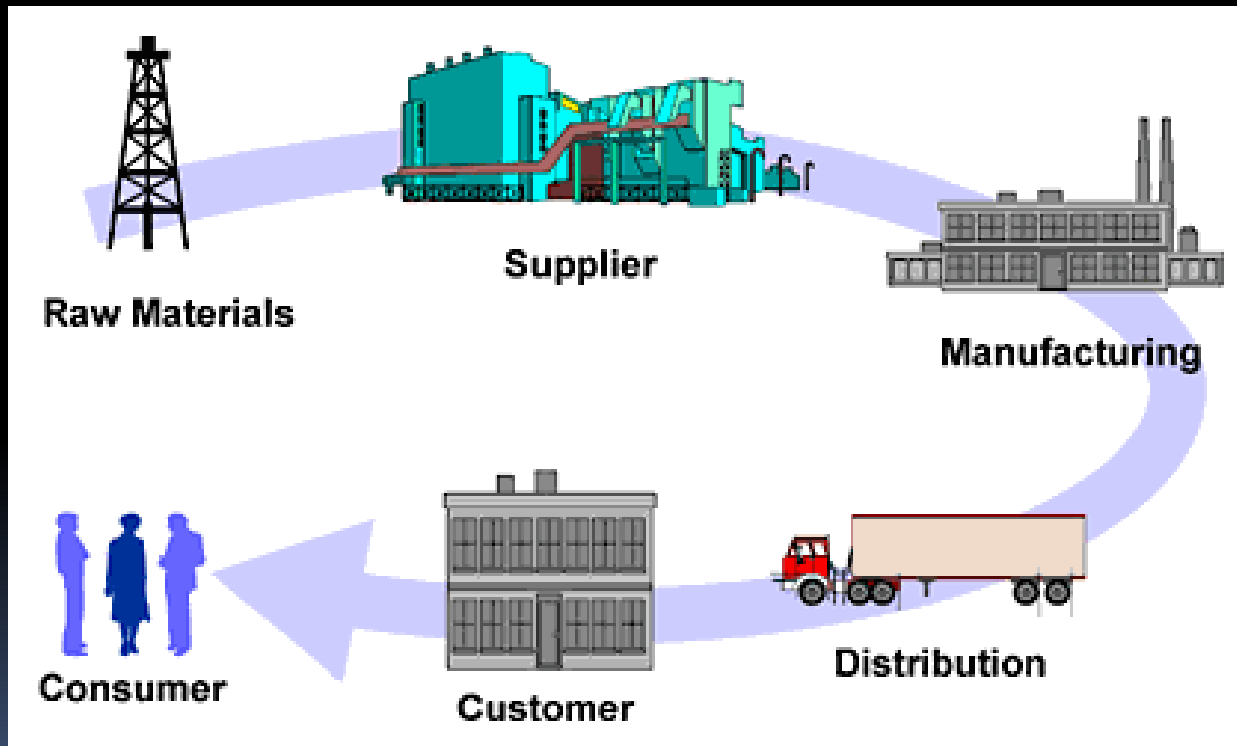 Raw Materials
Supplier
Manufacturing
Distribution
Customer
Consumer